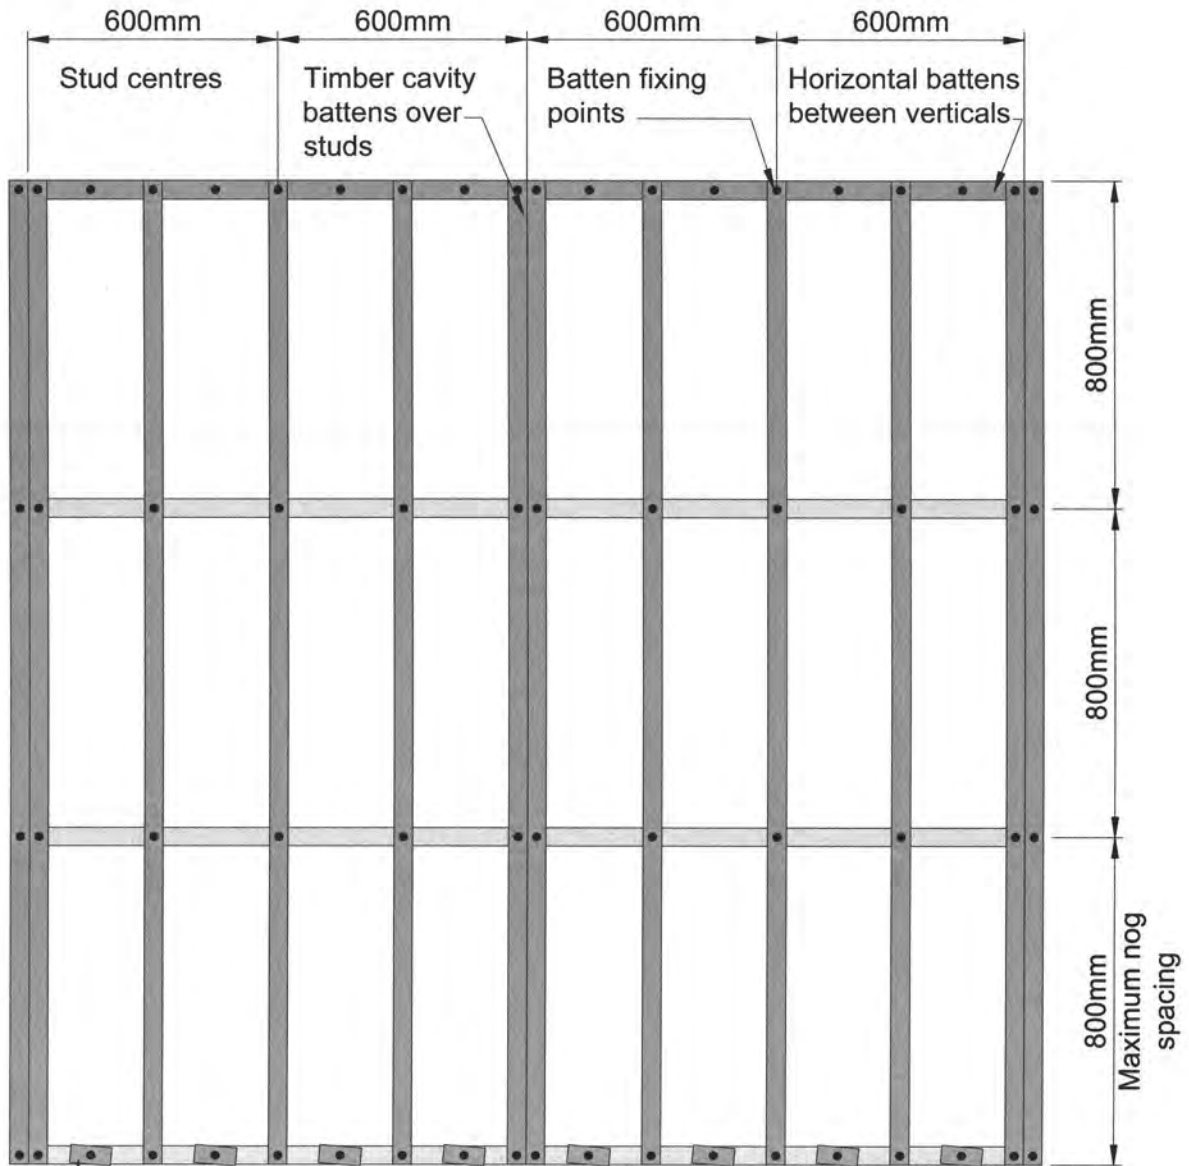 600mm
600mm
600mm
600mm
Stud centres
Timber cavity
battens over
studs
Batten fixing
points
Horizontal battens
between verticals
800mm
800mm
800mm
Maximum nog
spacing